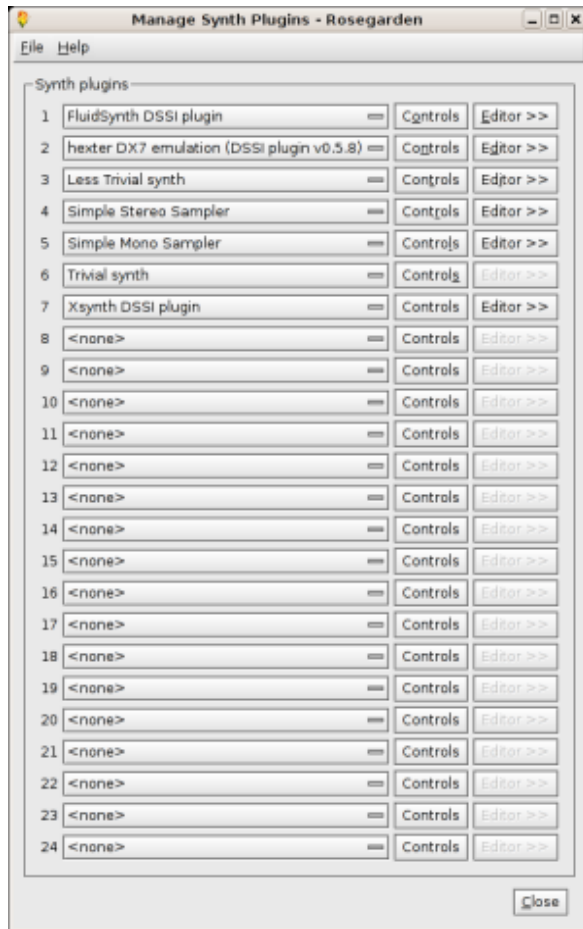 Manage Synth Plugins - Rosegarden
File Help
Synth plugins
1 FluidSynth DSSI plugin Controls Editor >>
2 hexter DX7 emulation (DSSI plugin v0.5.8) Controls Editor >>
3 Less Trivial synth Controls Editor >>
4 Simple Stereo Sampler Controls Editor >>
5 Simple Mono Sampler Controls Editor >>
6 Trivial synth Controls Editor >>
7 Xsynth DSSI plugin Controls Editor >>
8 <none> Controls Editor >>
9 <none> Controls Editor >>
10 <none> Controls Editor >>
11 <none> Controls Editor >>
12 <none> Controls Editor >>
13 <none> Controls Editor >>
14 <none> Controls Editor >>
15 <none> Controls Editor >>
16 <none> Controls Editor >>
17 <none> Controls Editor >>
18 <none> Controls Editor >>
19 <none> Controls Editor >>
20 <none> Controls Editor >>
21 <none> Controls Editor >>
22 <none> Controls Editor >>
23 <none> Controls Editor >>
24 <none> Controls Editor >>
Close